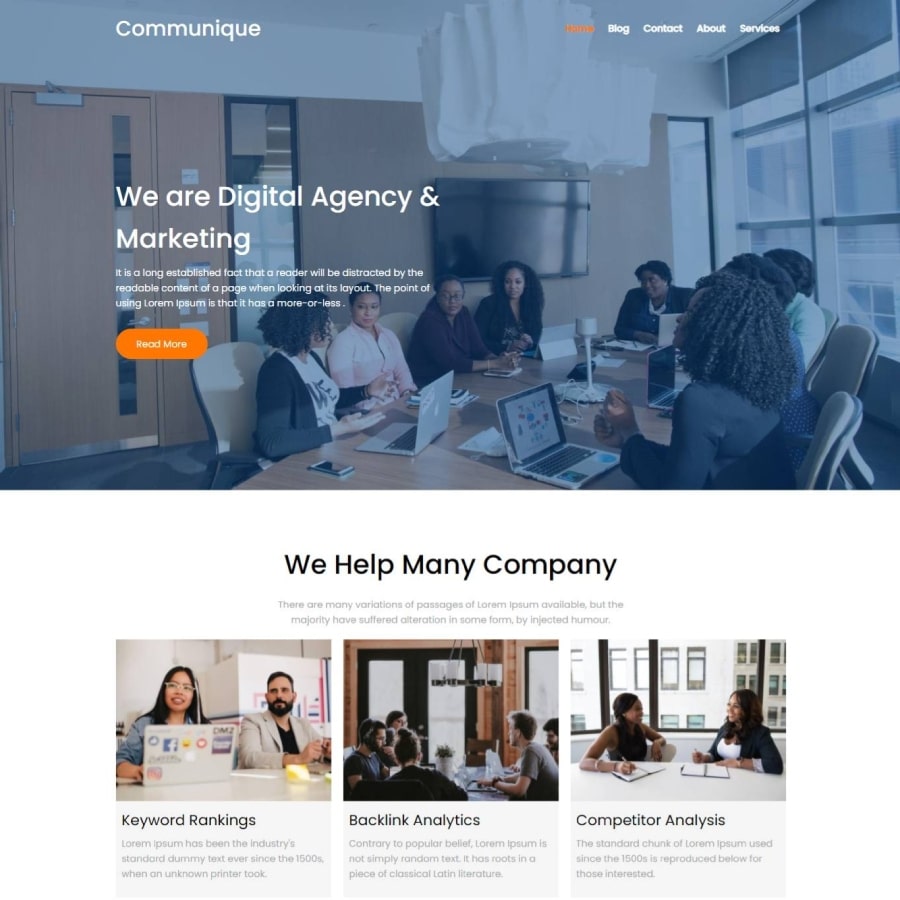 Communique
Home Blog Contact About Services
We are Digital Agency &
Marketing
It is a long established fact that a reader will be distracted by the
readable content of a page when looking at its layout. The point of
using Lorem Ipsum is that it has a more-or-less .
Read More
We Help Many Company
There are many variations of passages of Lorem Ipsum available, but the
majority have suffered alteration in some form, by injected humour.
DMZ
Keyword Rankings
Lorem Ipsum has been the industry's
standard dummy text ever since the 1500s,
when an unknown printer took.
Backlink Analytics
Contrary to popular belief, Lorem Ipsum is
not simply random text. It has roots in a
piece of classical Latin literature.
Competitor Analysis
The standard chunk of Lorem Ipsum used
since the 1500s is reproduced below for
those interested.